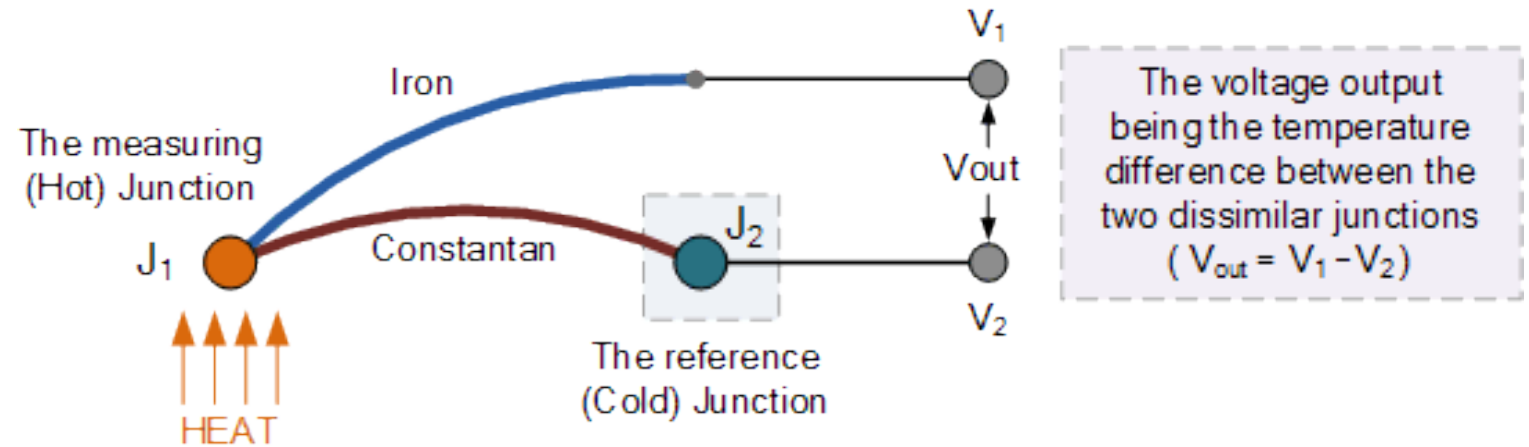 V₁
Iron
The measuring
(Hot) Junction
J₁
Constantan
J₂
Vout
V₂
HEAT
The reference
(Cold) Junction
The voltage output
being the temperature
difference between the
two dissimilar junctions
( Vout = V₁ – V₂ )